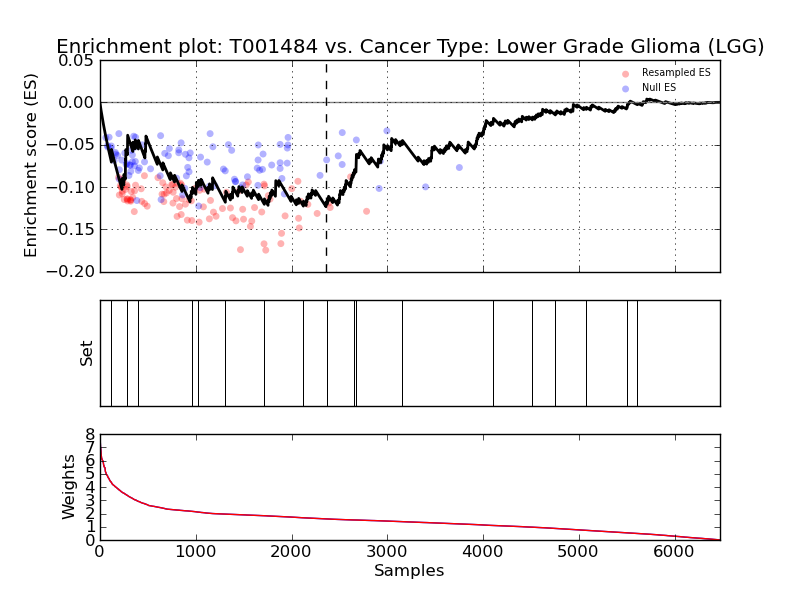 Enrichment plot: T001484 vs. Cancer Type: Lower Grade Glioma (LGG)
0.05
0.00
−0.05
−0.10
−0.15
−0.20
Enrichment score (ES)
Resampled ES
Null ES
Set
8
7
6
5
4
3
2
1
0
Weights
0 1000 2000 3000 4000 5000 6000
Samples